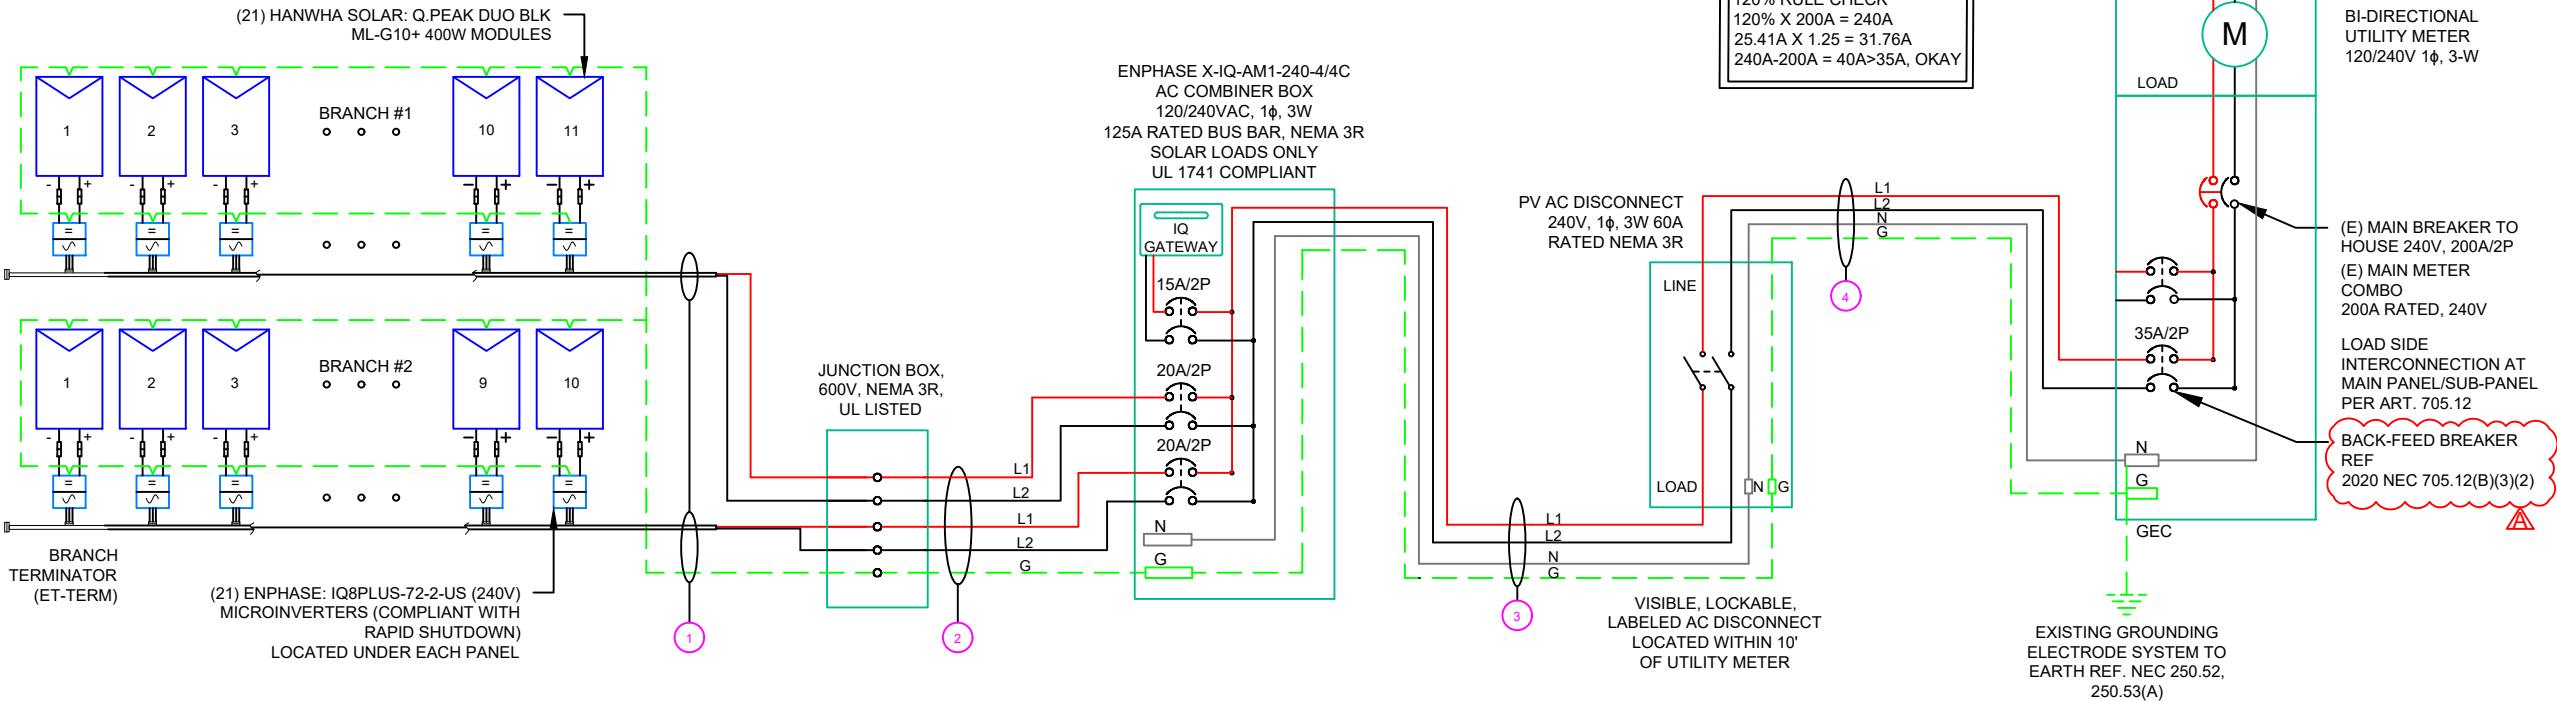 (21) HANWHA SOLAR: Q.PEAK DUO BLK
ML-G10+ 400W MODULES
1
2
3
BRANCH #1
10
11
- +
- +
- +
- +
- +
1
2
3
BRANCH #2
9
10
- +
- +
- +
- +
- +
BRANCH
TERMINATOR
(ET-TERM)
(21) ENPHASE: IQ8PLUS-72-2-US (240V)
MICROINVERTERS (COMPLIANT WITH
RAPID SHUTDOWN)
LOCATED UNDER EACH PANEL
1
JUNCTION BOX,
600V, NEMA 3R,
UL LISTED
L1
L2
L1
L2
G
2
ENPHASE X-IQ-AM1-240-4/4C
AC COMBINER BOX
120/240VAC, 1ϕ, 3W
125A RATED BUS BAR, NEMA 3R
SOLAR LOADS ONLY
UL 1741 COMPLIANT
IQ
GATEWAY
15A/2P
20A/2P
20A/2P
N
G
L1
L2
N
G
3
PV AC DISCONNECT
240V, 1ϕ, 3W 60A
RATED NEMA 3R
LINE
LOAD
N
G
VISIBLE, LOCKABLE,
LABELED AC DISCONNECT
LOCATED WITHIN 10'
OF UTILITY METER
120% RULE CHECK
120% X 200A = 240A
25.41A X 1.25 = 31.76A
240A-200A = 40A>35A, OKAY
L1
L2
N
G
4
M
LOAD
BI-DIRECTIONAL
UTILITY METER
120/240V 1ϕ, 3-W
(E) MAIN BREAKER TO
HOUSE 240V, 200A/2P
(E) MAIN METER
COMBO
200A RATED, 240V
35A/2P
LOAD SIDE
INTERCONNECTION AT
MAIN PANEL/SUB-PANEL
PER ART. 705.12
BACK-FEED BREAKER
REF
2020 NEC 705.12(B)(3)(2)
A
N
G
GEC
EXISTING GROUNDING
ELECTRODE SYSTEM TO
EARTH REF. NEC 250.52,
250.53(A)